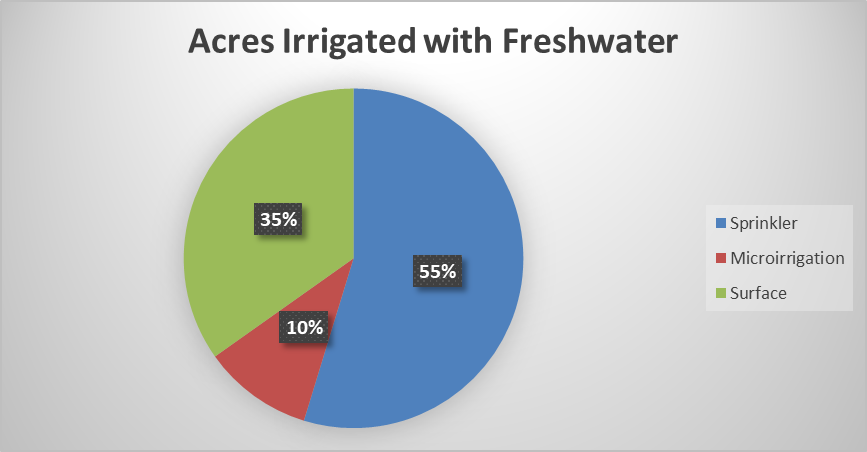 Acres Irrigated with Freshwater
35%
55%
10%
Sprinkler
Microirrigation
Surface